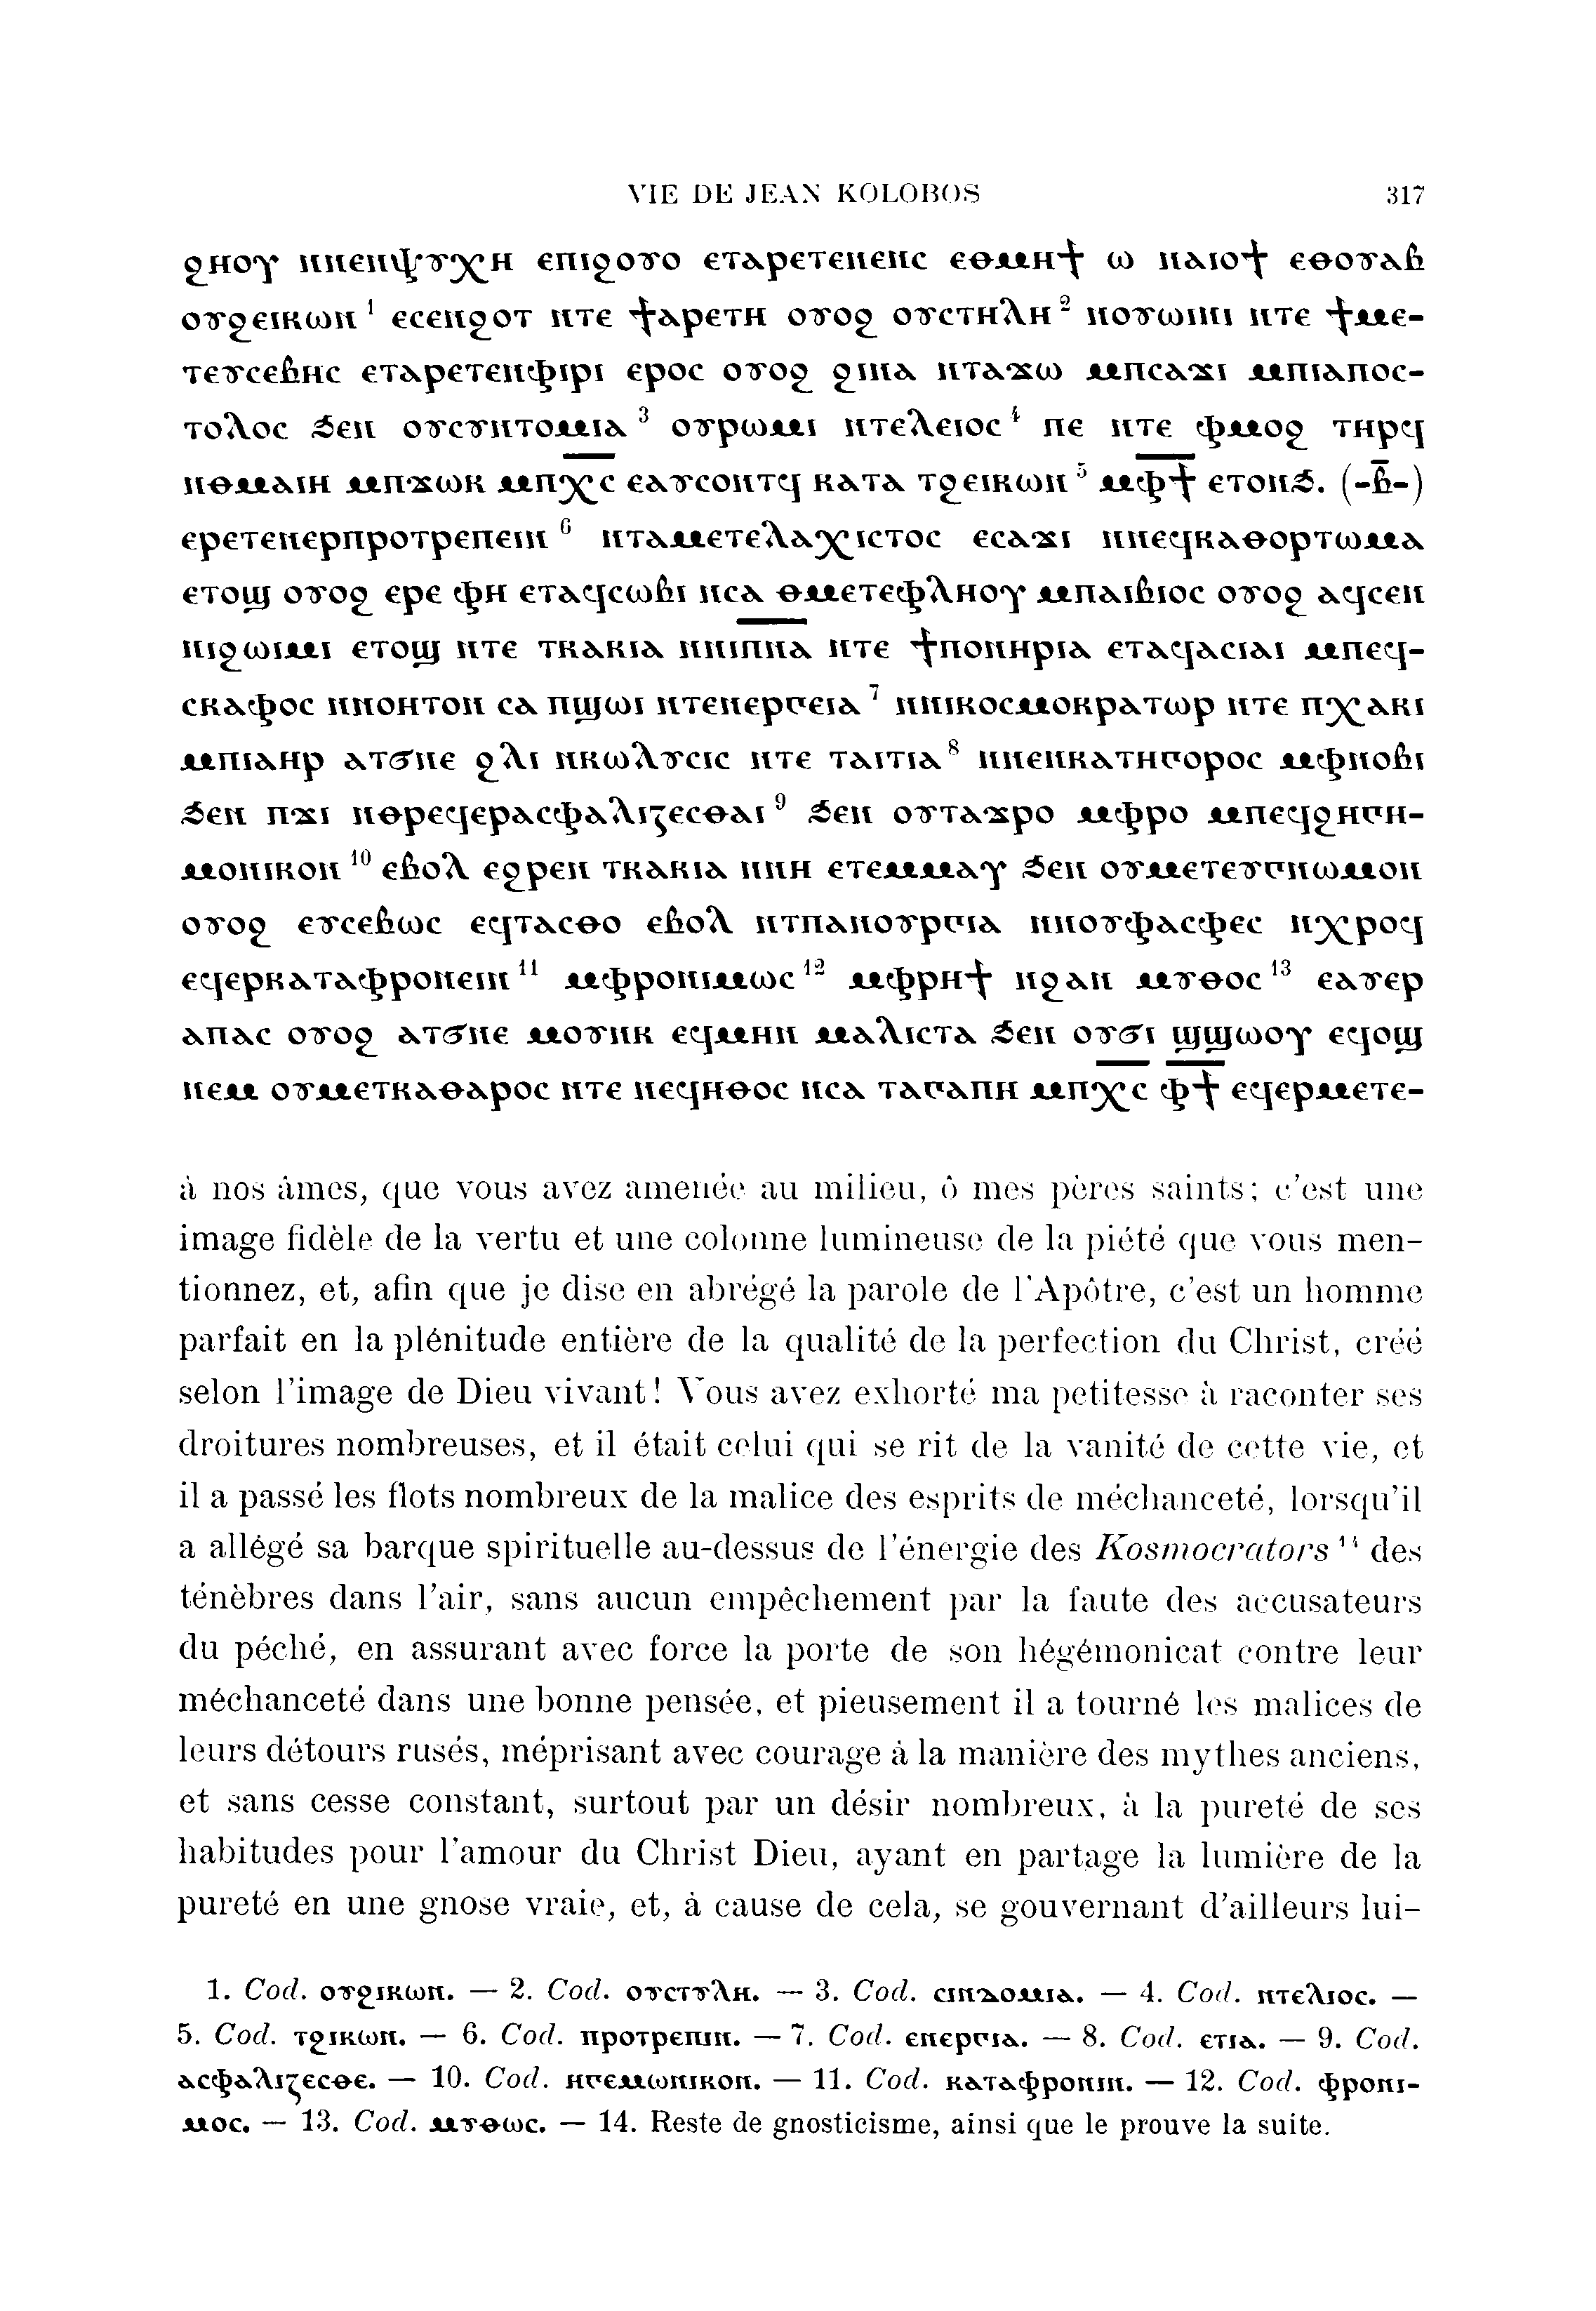 VIE DE JEAN KOLOBOS 317
ϩⲏⲟⲩ ⲛⲛⲉⲛⲯⲩⲭⲏ ⲉⲡⲓϩⲟⲩⲟ ⲉⲧⲁⲣⲉⲧⲉⲛⲉⲛⲥ ⲉⲑⲙⲏϯ ⲱ ⲛⲁⲓⲟϯ ⲉⲑⲟⲩⲁⲃ
ⲟⲩϩⲉⲓⲕⲱⲛ ¹ ⲉⲥⲉⲛϩⲟⲧ ⲛⲧⲉ ϯⲁⲣⲉⲧⲏ ⲟⲩⲟϩ ⲟⲩⲥⲧⲏⲗⲏ ² ⲛⲟⲩⲱⲓⲛⲓ ⲛⲧⲉ ϯⲙⲉ-
ⲧⲉⲩⲥⲉⲃⲏⲥ ⲉⲧⲁⲣⲉⲧⲉⲛⲫⲓⲣⲓ ⲉⲣⲟⲥ ⲟⲩⲟϩ ϩⲓⲛⲁ ⲛⲧⲁϫⲱ ⲙⲡⲥⲁϫⲓ ⲙⲡⲓⲁⲡⲟⲥ-
ⲧⲟⲗⲟⲥ ϧⲉⲛ ⲟⲩⲥⲩⲛⲧⲟⲙⲓⲁ ³ ⲟⲩⲣⲱⲙⲓ ⲛⲧⲉⲗⲉⲓⲟⲥ ⁴ ⲡⲉ ⲛⲧⲉ ⲫⲙⲟϩ ⲧⲏⲣϥ
ⲛⲑⲙⲁⲓⲏ ⲙⲡϫⲱⲕ ⲙⲡⲭ̅ⲥ̅ ⲉⲁⲩⲥⲟⲛⲧϥ ⲕⲁⲧⲁ ⲧϩⲉⲓⲕⲱⲛ ⁵ ⲙⲫ̅ϯ̅ ⲉⲧⲟⲛϧ. (-ⲃ̅-)
ⲉⲣⲉⲧⲉⲛⲉⲣⲡⲣⲟⲧⲣⲉⲡⲉⲓⲛ ⁶ ⲛⲧⲁⲙⲉⲧⲉⲗⲁⲭⲓⲥⲧⲟⲥ ⲉⲥⲁϫⲓ ⲛⲛⲉϥⲕⲁⲑⲟⲣⲧⲱⲙⲁ
ⲉⲧⲟϣ ⲟⲩⲟϩ ⲉⲣⲉ ⲫⲏ ⲉⲧⲁϥⲥⲱⲃⲓ ⲛⲥⲁ ⲑⲙⲉⲧⲉⲫⲗⲏⲟⲩ ⲙⲡⲁⲓⲃⲓⲟⲥ ⲟⲩⲟϩ ⲁϥⲥⲉⲛ
ⲛⲓϩⲱⲓⲙⲓ ⲉⲧⲟϣ ⲛⲧⲉ ⲧⲕⲁⲕⲓⲁ ⲛⲛⲓⲡ̅ⲛ̅ⲁ̅ ⲛⲧⲉ ϯⲡⲟⲛⲏⲣⲓⲁ ⲉⲧⲁϥⲁⲥⲓⲁⲓ ⲙⲡⲉϥ-
ⲥⲕⲁⲫⲟⲥ ⲛⲛⲟⲏⲧⲟⲛ ⲥⲁ ⲡϣⲱⲓ ⲛⲧⲉⲛⲉⲣⲅⲉⲓⲁ ⁷ ⲛⲛⲓⲕⲟⲥⲙⲟⲕⲣⲁⲧⲱⲣ ⲛⲧⲉ ⲡⲭⲁⲕⲓ
ⲙⲡⲓⲁⲏⲣ ⲁⲧϭⲛⲉ ϩⲗⲓ ⲛⲕⲱⲗⲩⲥⲓⲥ ⲛⲧⲉ ⲧⲁⲓⲧⲓⲁ ⁸ ⲛⲛⲉⲛⲕⲁⲧⲏⲅⲟⲣⲟⲥ ⲙⲫⲛⲟⲃⲓ
ϧⲉⲛ ⲡϫⲓ ⲛⲑⲣⲉϥⲉⲣⲁⲥⲫⲁⲗⲓⲍⲉⲥⲑⲁⲓ ⁹ ϧⲉⲛ ⲟⲩⲧⲁϫⲣⲟ ⲙⲫⲣⲟ ⲙⲡⲉϥϩⲏⲅⲏ-
ⲙⲟⲛⲓⲕⲟⲛ ¹⁰ ⲉⲃⲟⲗ ⲉϩⲣⲉⲛ ⲧⲕⲁⲕⲓⲁ ⲛⲛⲏ ⲉⲧⲉⲙⲙⲁⲩ ϧⲉⲛ ⲟⲩⲙⲉⲧⲉⲩⲅⲛⲱⲙⲟⲛ
ⲟⲩⲟϩ ⲉⲩⲥⲉⲃⲱⲥ ⲉϥⲧⲁⲥⲑⲟ ⲉⲃⲟⲗ ⲛⲧⲡⲁⲛⲟⲩⲣⲅⲓⲁ ⲛⲛⲟⲩⲫⲁⲥⲫⲉⲥ ⲛⲭⲣⲟϥ
ⲉϥⲉⲣⲕⲁⲧⲁⲫⲣⲟⲛⲉⲓⲛ ¹¹ ⲙⲫⲣⲟⲛⲓⲙⲱⲥ ¹² ⲙⲫⲣⲏϯ ⲛϩⲁⲛ ⲙⲩⲑⲟⲥ ¹³ ⲉⲁⲩⲉⲣ
ⲁⲡⲁⲥ ⲟⲩⲟϩ ⲁⲧϭⲛⲉ ⲙⲟⲩⲛⲕ ⲉϥⲙⲏⲛ ⲙⲁⲗⲓⲥⲧⲁ ϧⲉⲛ ⲟⲩϭⲓ ϣϣⲱⲟⲩ ⲉϥⲟϣ
ⲛⲉⲙ ⲟⲩⲙⲉⲧⲕⲁⲑⲁⲣⲟⲥ ⲛⲧⲉ ⲛⲉϥⲏⲑⲟⲥ ⲛⲥⲁ ⲧⲁⲅⲁⲡⲏ ⲙⲡⲭ̅ⲥ̅ ⲫ̅ϯ̅ ⲉϥⲉⲣⲙⲉⲧⲉ-
à nos âmes, que vous avez amenée au milieu, ô mes pères saints; c'est une
image fidèle de la vertu et une colonne lumineuse de la piété que vous men-
tionnez, et, afin que je dise en abrégé la parole de l'Apôtre, c'est un homme
parfait en la plénitude entière de la qualité de la perfection du Christ, créé
selon l'image de Dieu vivant! Vous avez exhorté ma petitesse à raconter ses
droitures nombreuses, et il était celui qui se rit de la vanité de cette vie, et
il a passé les flots nombreux de la malice des esprits de méchanceté, lorsqu'il
a allégé sa barque spirituelle au-dessus de l'énergie des Kosmocrators ¹⁴ des
ténèbres dans l'air, sans aucun empêchement par la faute des accusateurs
du péché, en assurant avec force la porte de son hégémonicat contre leur
méchanceté dans une bonne pensée, et pieusement il a tourné les malices de
leurs détours rusés, méprisant avec courage à la manière des mythes anciens,
et sans cesse constant, surtout par un désir nombreux, à la pureté de ses
habitudes pour l'amour du Christ Dieu, ayant en partage la lumière de la
pureté en une gnose vraie, et, à cause de cela, se gouvernant d'ailleurs lui-
1. Cod. ⲟⲩϩⲓⲕⲱⲛ. — 2. Cod. ⲟⲩⲥⲧⲩⲗⲏ. — 3. Cod. ⲥⲓⲛⲇⲟⲙⲓⲁ. — 4. Cod. ⲛⲧⲉⲗⲓⲟⲥ. —
5. Cod. ⲧϩⲓⲕⲱⲛ. — 6. Cod. ⲡⲣⲟⲧⲣⲉⲡⲓⲛ. — 7. Cod. ⲉⲛⲉⲣⲅⲓⲁ. — 8. Cod. ⲉⲧⲓⲁ. — 9. Cod.
ⲁⲥⲫⲁⲗⲓⲍⲉⲥⲑⲉ. — 10. Cod. ⲏⲅⲉⲙⲱⲛⲓⲕⲟⲛ. — 11. Cod. ⲕⲁⲧⲁⲫⲣⲟⲛⲓⲛ. — 12. Cod. ⲫⲣⲟⲛⲓ-
ⲙⲟⲥ. — 13. Cod. ⲙⲩⲑⲱⲥ. — 14. Reste de gnosticisme, ainsi que le prouve la suite.